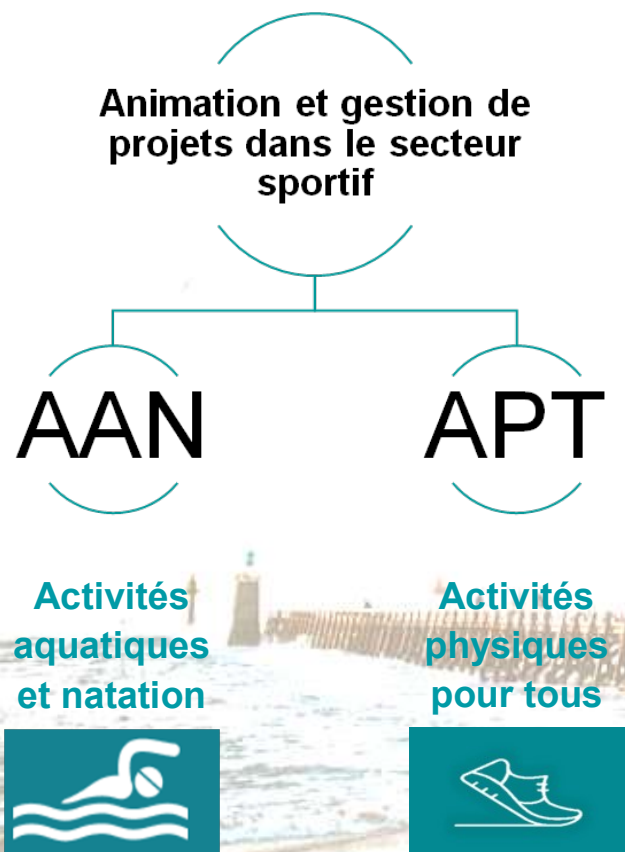 Animation et gestion de
projets dans le secteur
sportif
AAN
APT
Activités
aquatiques
et natation
Activités
physiques
pour tous